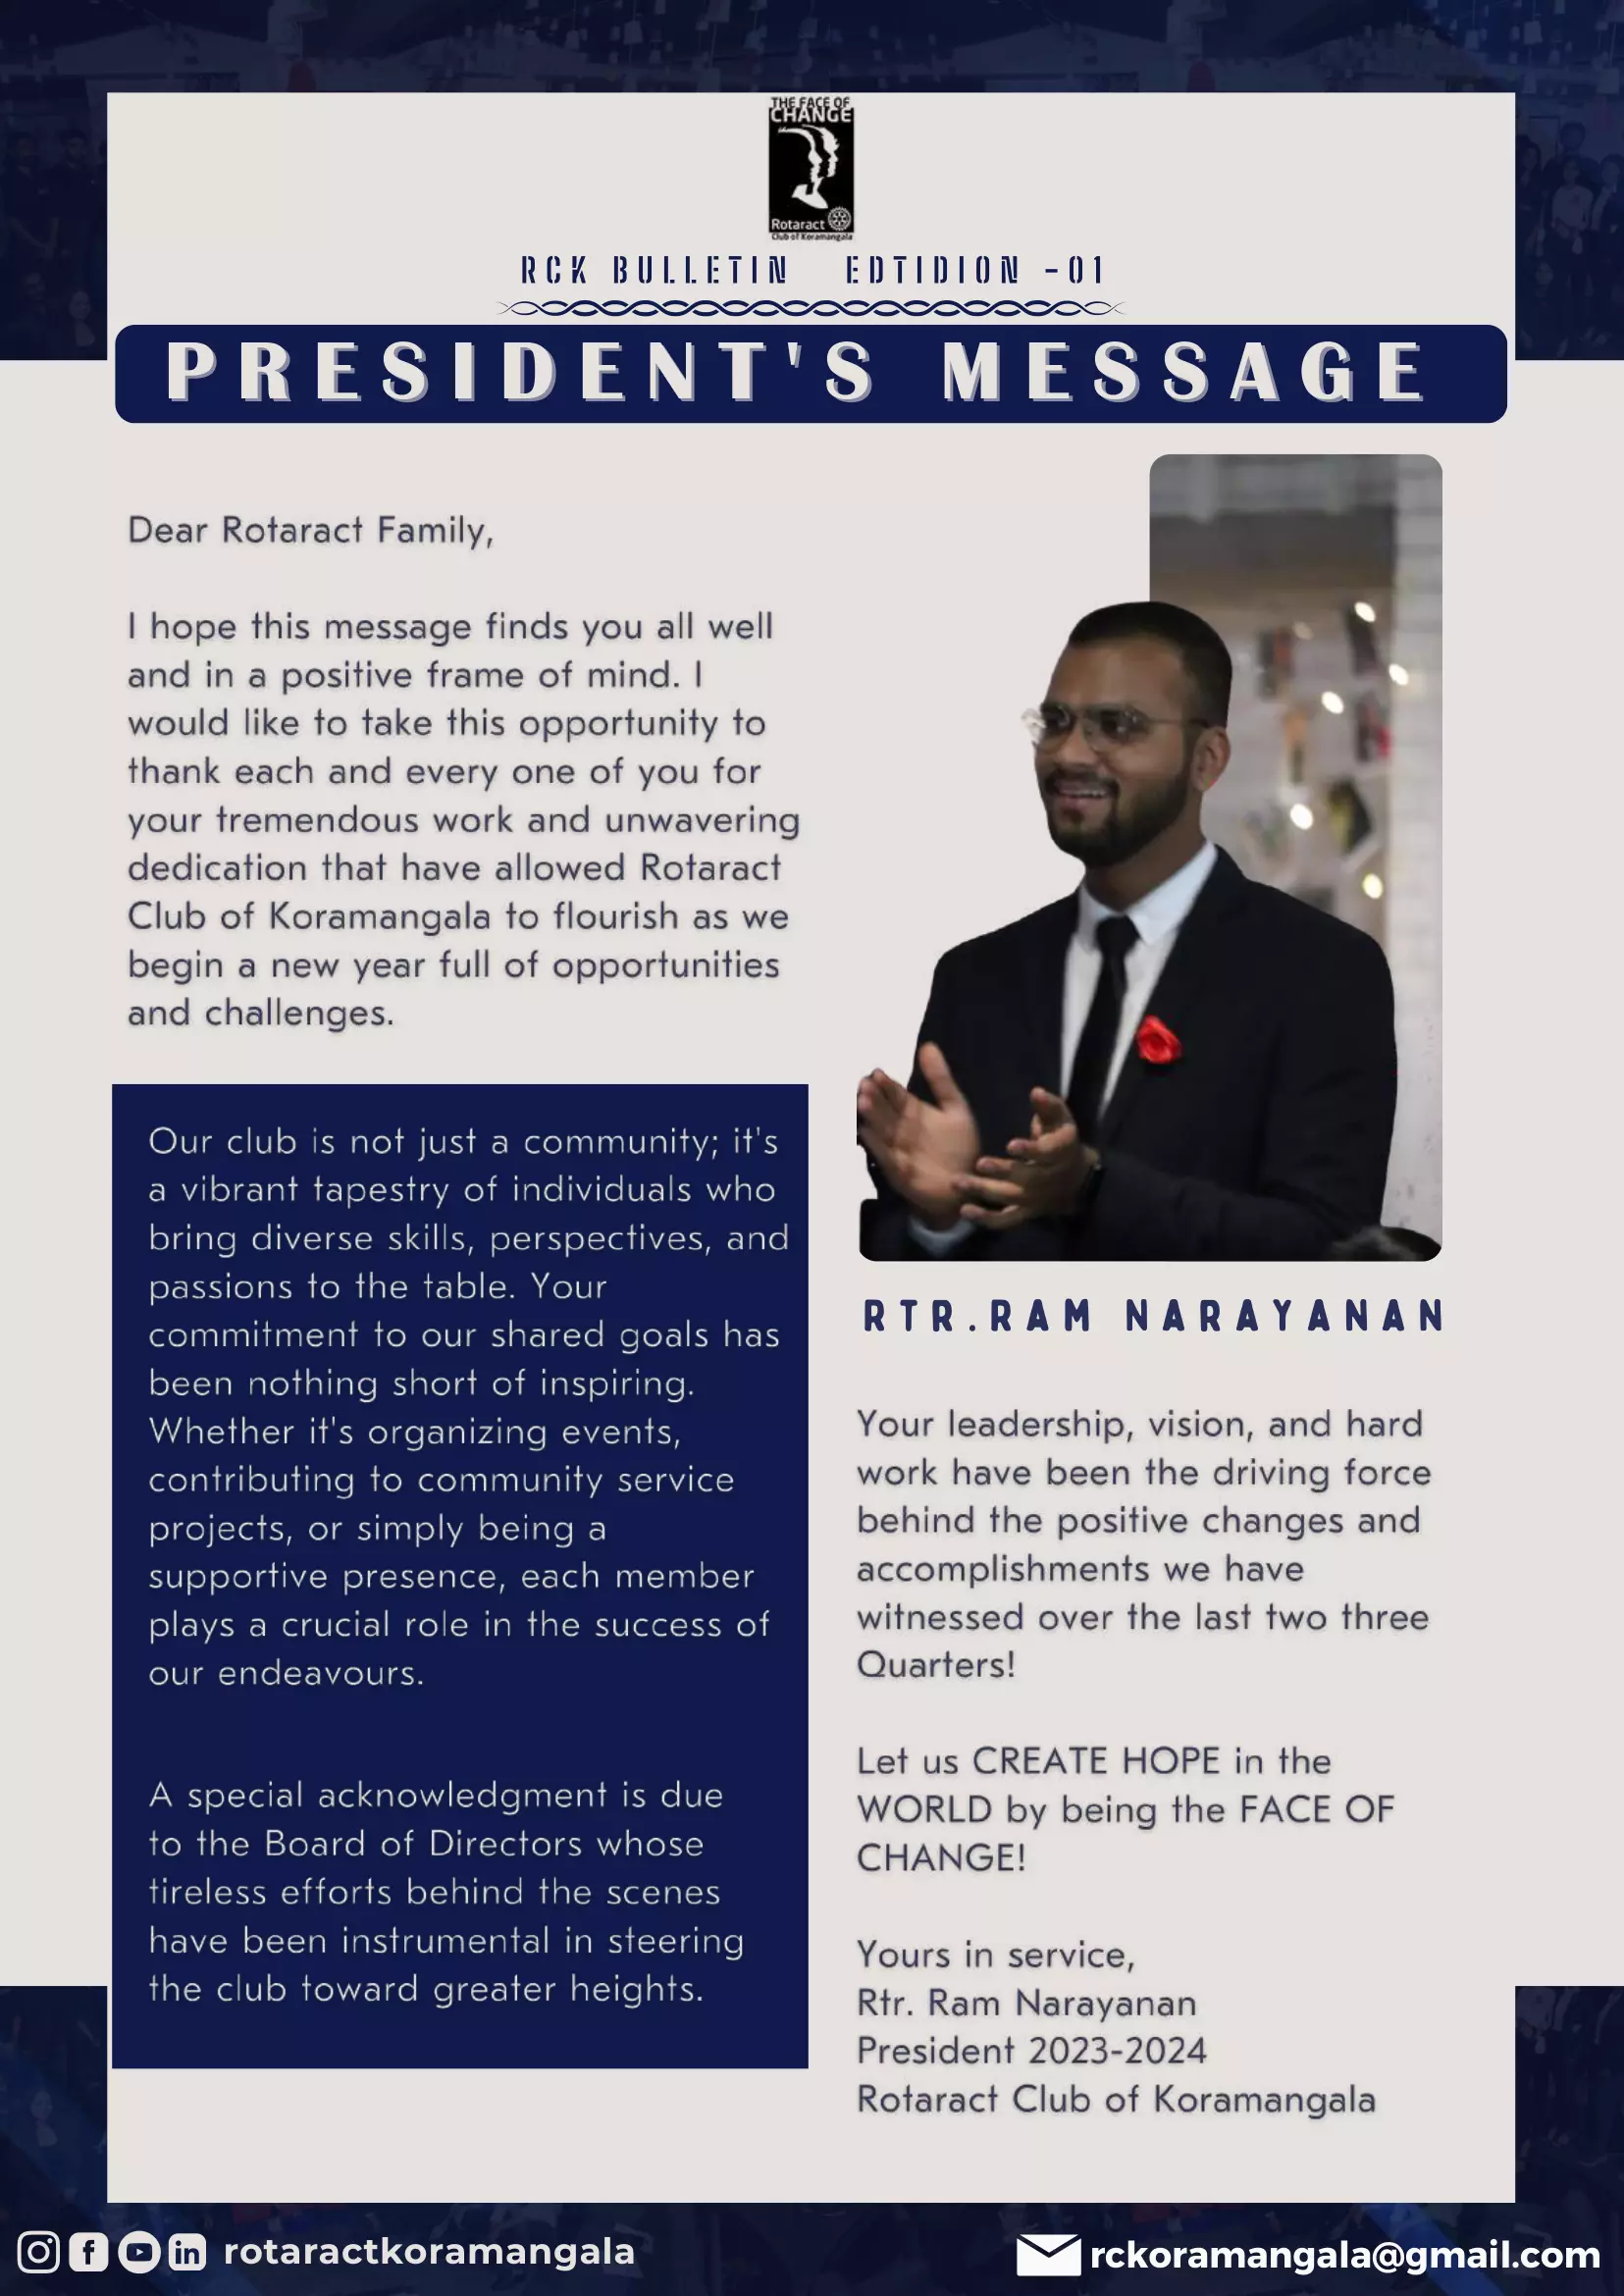 THE FACE OF
CHANGE
Rotaract
Club of Koramangala
RCK BULLETIN EDTIDION -01
PRESIDENT'S MESSAGE
Dear Rotaract Family,
I hope this message finds you all well
and in a positive frame of mind. I
would like to take this opportunity to
thank each and every one of you for
your tremendous work and unwavering
dedication that have allowed Rotaract
Club of Koramangala to flourish as we
begin a new year full of opportunities
and challenges.
Our club is not just a community; it's
a vibrant tapestry of individuals who
bring diverse skills, perspectives, and
passions to the table. Your
commitment to our shared goals has
been nothing short of inspiring.
Whether it's organizing events,
contributing to community service
projects, or simply being a
supportive presence, each member
plays a crucial role in the success of
our endeavours.
A special acknowledgment is due
to the Board of Directors whose
tireless efforts behind the scenes
have been instrumental in steering
the club toward greater heights.
RTR.RAM NARAYANAN
Your leadership, vision, and hard
work have been the driving force
behind the positive changes and
accomplishments we have
witnessed over the last two three
Quarters!
Let us CREATE HOPE in the
WORLD by being the FACE OF
CHANGE!
Yours in service,
Rtr. Ram Narayanan
President 2023-2024
Rotaract Club of Koramangala
rotaractkoramangala
rckoramangala@gmail.com